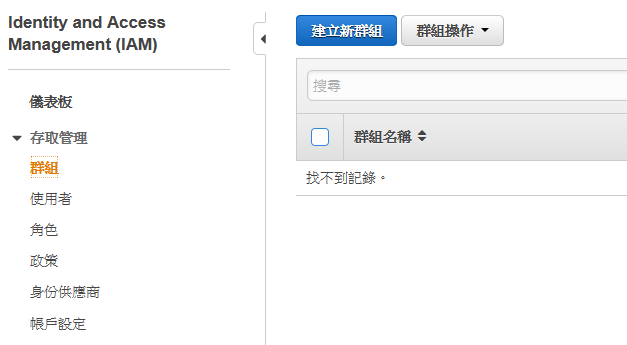 Identity and Access
Management (IAM)
儀表板
存取管理
群組
使用者
角色
政策
身份供應商
帳戶設定
建立新群組
群組操作
搜尋
群組名稱
找不到記錄。